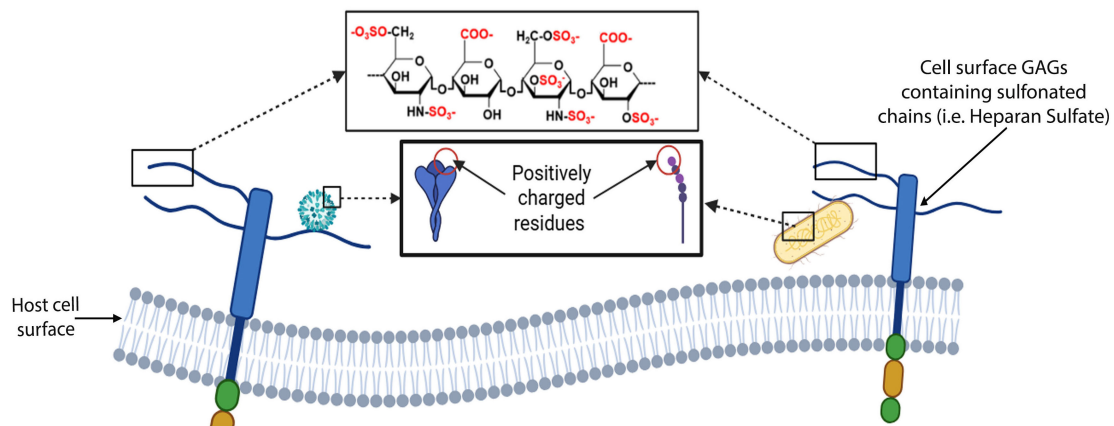 -O3SO-CH2
COO-
H2C-OSO3-
COO-
O
O
O
O
OH
OH
OSO3-
OH
O
O
O
HN-SO3-
OH
HN-SO3-
OSO3-
Cell surface GAGs
containing sulfonated
chains (i.e. Heparan Sulfate)
Positively
charged
residues
Host cell
surface